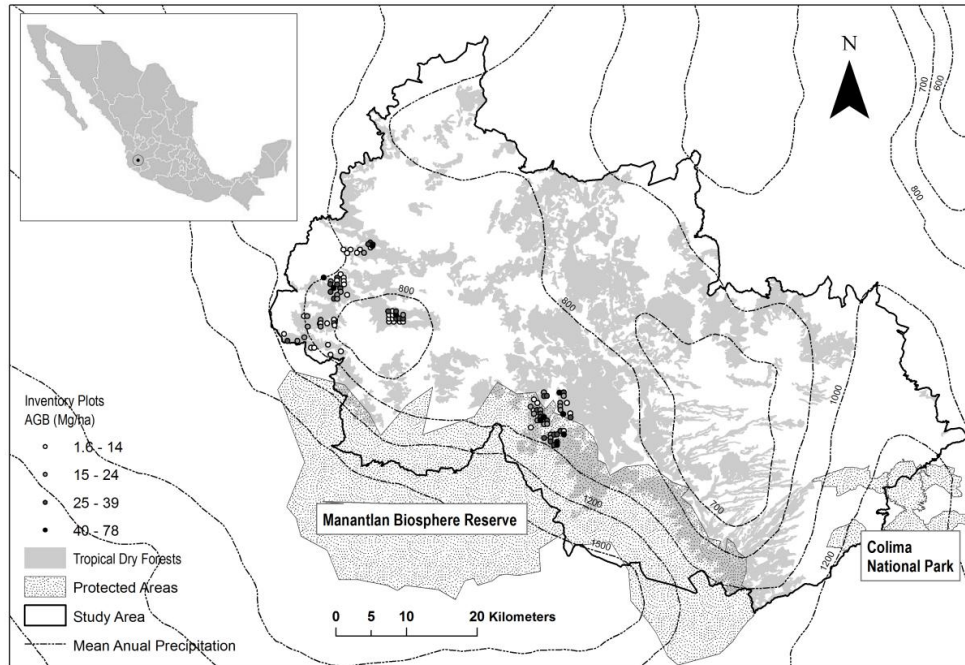 N
700
600
800
800
800
1000
700
1200
1200
1500
Manantlan Biosphere Reserve
Colima
National Park
Inventory Plots
AGB (Mg/ha)
1.6 - 14
15 - 24
25 - 39
40 - 78
Tropical Dry Forests
Protected Areas
Study Area
Mean Anual Precipitation
0 5 10 20 Kilometers